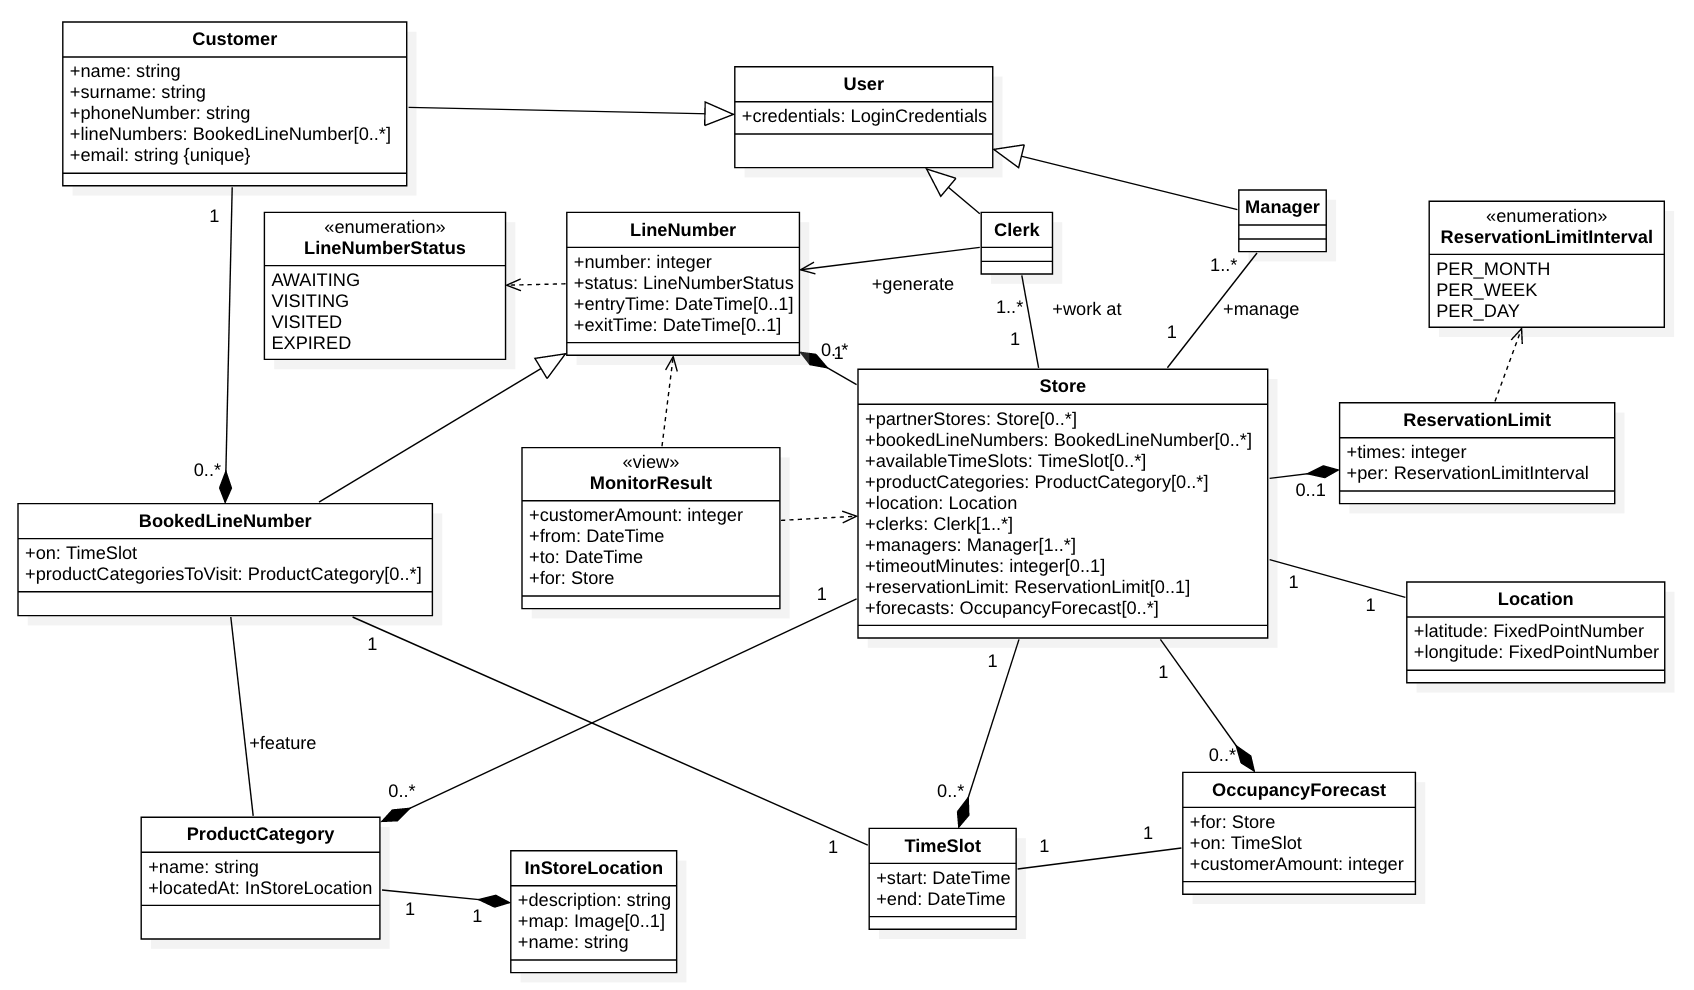 Customer
+name: string
+surname: string
+phoneNumber: string
+lineNumbers: BookedLineNumber[0..*]
+email: string {unique}
User
+credentials: LoginCredentials
Manager
Clerk
«enumeration»
LineNumberStatus
AWAITING
VISITING
VISITED
EXPIRED
LineNumber
+number: integer
+status: LineNumberStatus
+entryTime: DateTime[0..1]
+exitTime: DateTime[0..1]
«enumeration»
ReservationLimitInterval
PER_MONTH
PER_WEEK
PER_DAY
1
+generate
1..*
+work at
1
1..*
+manage
1
0..*
1
Store
+partnerStores: Store[0..*]
+bookedLineNumbers: BookedLineNumber[0..*]
+availableTimeSlots: TimeSlot[0..*]
+productCategories: ProductCategory[0..*]
+location: Location
+clerks: Clerk[1..*]
+managers: Manager[1..*]
+timeoutMinutes: integer[0..1]
+reservationLimit: ReservationLimit[0..1]
+forecasts: OccupancyForecast[0..*]
ReservationLimit
+times: integer
+per: ReservationLimitInterval
0..1
«view»
MonitorResult
+customerAmount: integer
+from: DateTime
+to: DateTime
+for: Store
0..*
BookedLineNumber
+on: TimeSlot
+productCategoriesToVisit: ProductCategory[0..*]
1
1
Location
+latitude: FixedPointNumber
+longitude: FixedPointNumber
1
1
1
1
+feature
0..*
0..*
0..*
1
1
1
ProductCategory
+name: string
+locatedAt: InStoreLocation
1
1
InStoreLocation
+description: string
+map: Image[0..1]
+name: string
TimeSlot
+start: DateTime
+end: DateTime
OccupancyForecast
+for: Store
+on: TimeSlot
+customerAmount: integer